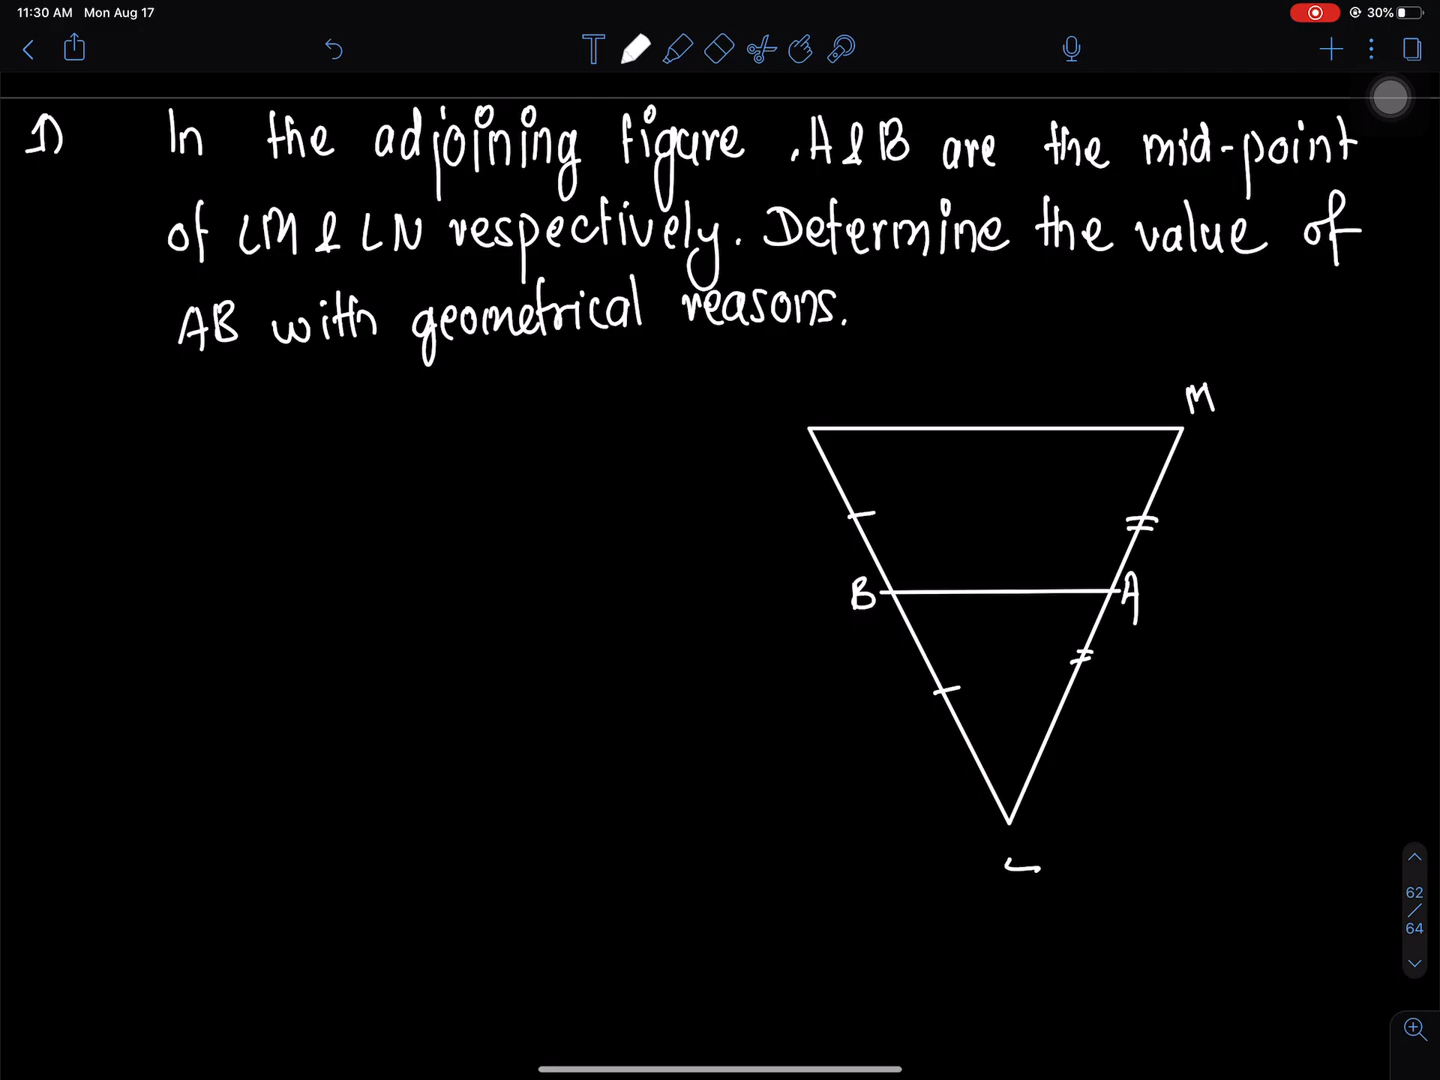 11:30 AM Mon Aug 17
30%
T
1) In the adjoining figure . A & B are the mid-point
of LM & LN respectively. Determine the value of
AB with geometrical reasons.
M
B
A
L
62
/
64